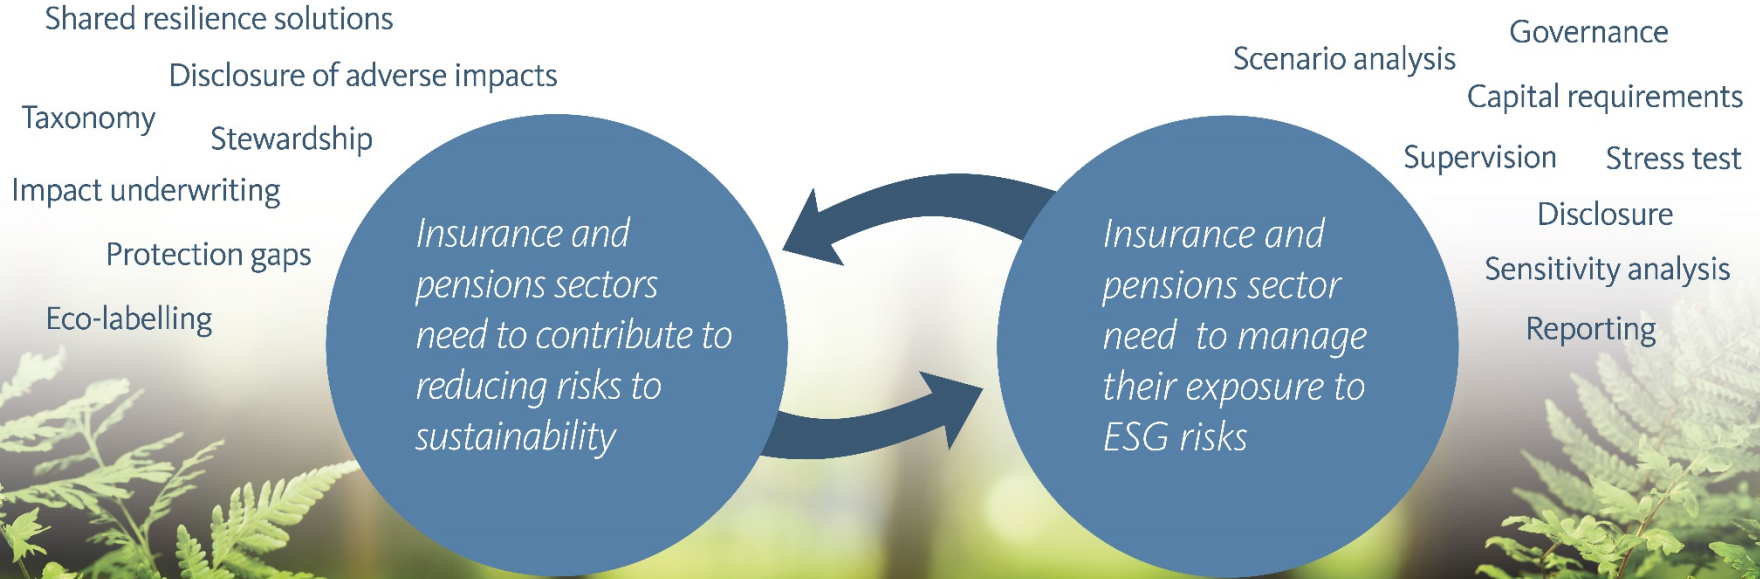 Shared resilience solutions
Disclosure of adverse impacts
Taxonomy
Stewardship
Impact underwriting
Protection gaps
Eco-labelling
Insurance and
pensions sectors
need to contribute to
reducing risks to
sustainability
Insurance and
pensions sector
need to manage
their exposure to
ESG risks
Governance
Scenario analysis
Capital requirements
Supervision
Stress test
Disclosure
Sensitivity analysis
Reporting